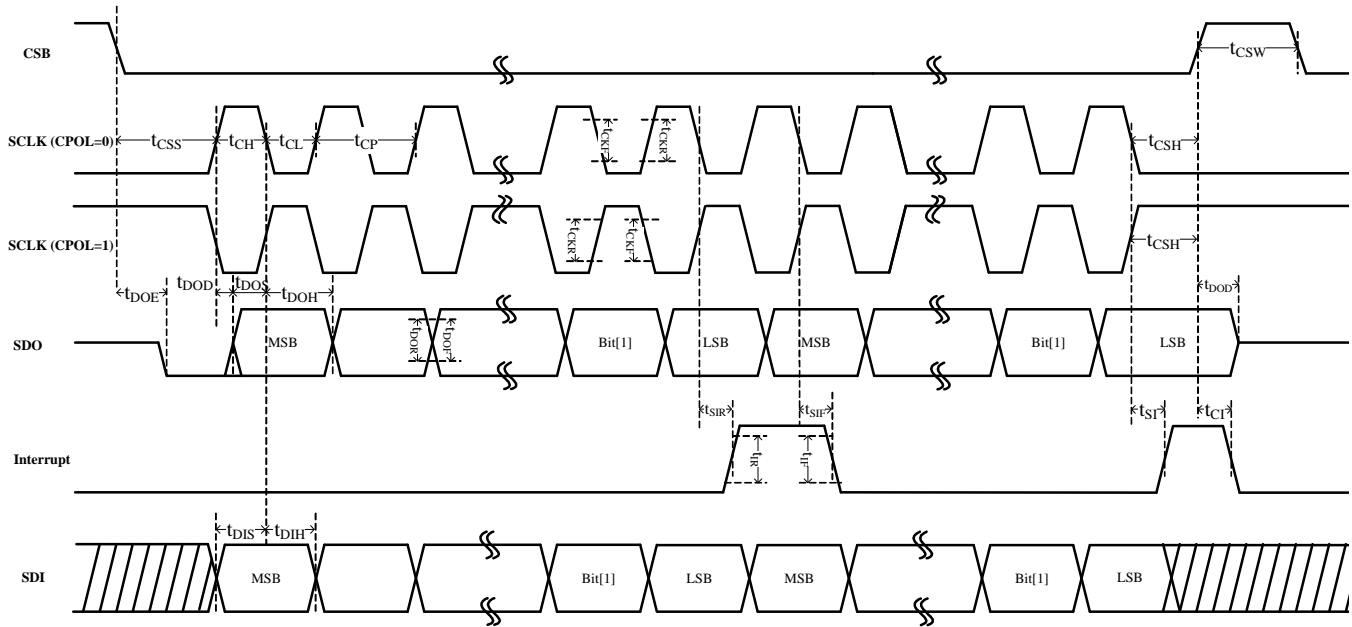 CSB
tCSW
SCLK (CPOL=0)
tCSS
tCH
tCL
tCP
tCKF
tCKR
tCSH
SCLK (CPOL=1)
tCKR
tCKF
tCSH
tDOE
tDOD
tDOS
tDOH
tDOD
SDO
MSB
tDOR
tDOF
Bit[1]
LSB
MSB
Bit[1]
LSB
tSIR
tSIF
tSI
tCI
Interrupt
tIR
tIF
tDIS
tDIH
SDI
MSB
Bit[1]
LSB
MSB
Bit[1]
LSB